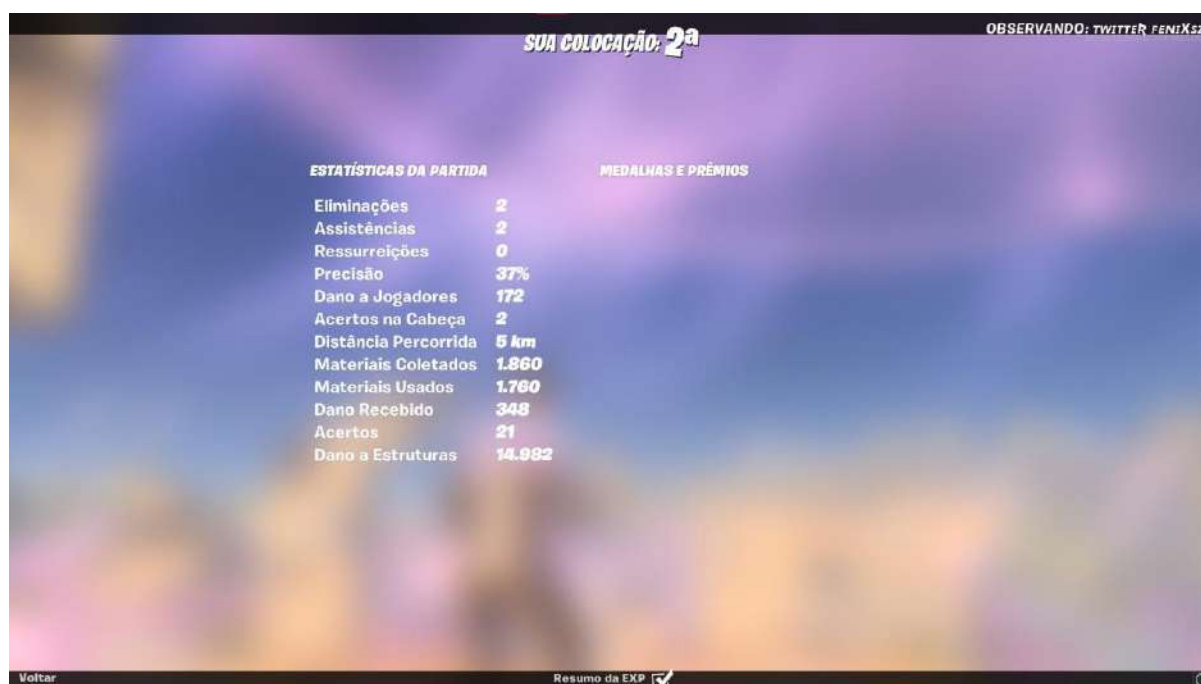 OBSERVANDO: TWITTER FENIXSZ
SUA COLOCAÇÃO: 2ª
ESTATÍSTICAS DA PARTIDA
MEDALHAS E PRÊMIOS
Eliminações 2
Assistências 2
Ressurreições 0
Precisão 37%
Dano a Jogadores 172
Acertos na Cabeça 2
Distância Percorrida 5 km
Materiais Coletados 1.860
Materiais Usados 1.760
Dano Recebido 348
Acertos 21
Dano a Estruturas 14.982
Voltar
Resumo da EXP